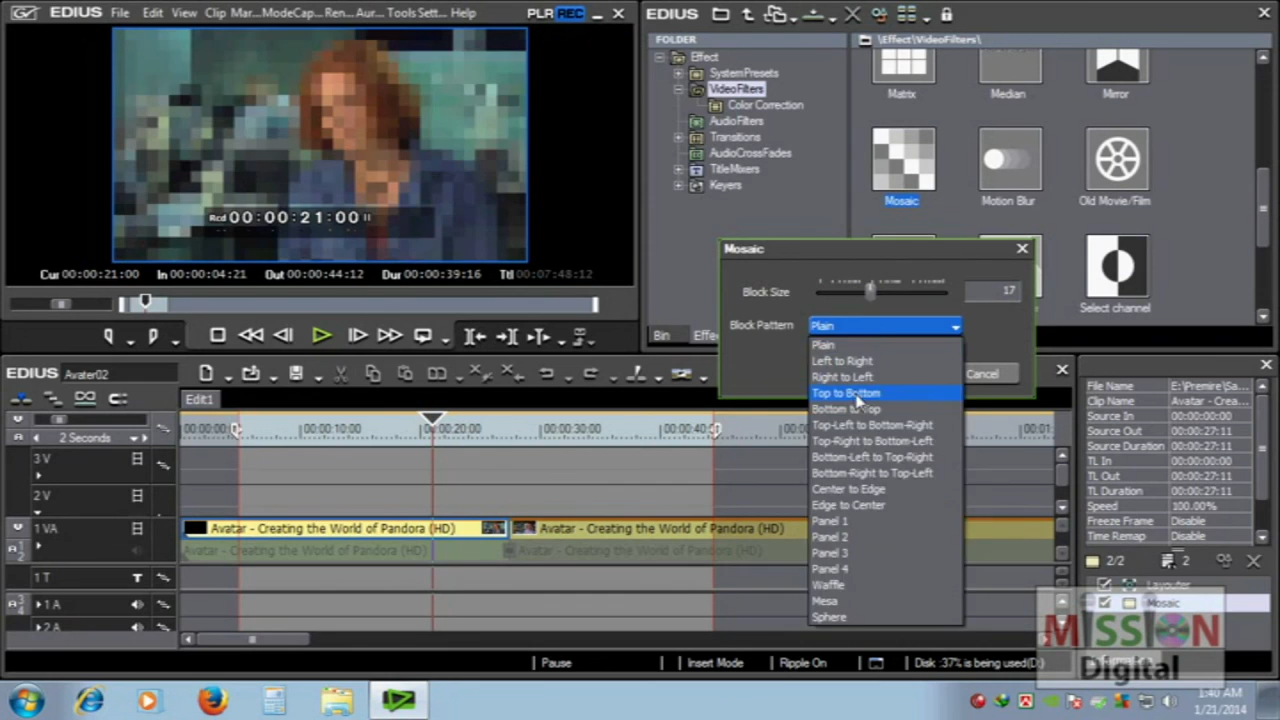 File Edit View Clip Mar... ModeCap... Ren... Aur... Tools Sett... Help PLR REC
Rcd 00:00:21:00
Cur 00:00:21:00 In 00:00:04:21 Out 00:00:44:12 Dur 00:00:39:16 Ttl 00:07:48:12
EDIUS
FOLDER
Effect
SystemPresets
VideoFilters
Color Correction
AudioFilters
Transitions
AudioCrossFades
TitleMixers
Keyers
\Effect\VideoFilters\
Matrix Median Mirror
Mosaic Motion Blur Old Movie/Film
Select channel
Bin
Mosaic
Block Size 17
Block Pattern Plain
Cancel
Plain
Left to Right
Right to Left
Top to Bottom
Bottom to Top
Top-Left to Bottom-Right
Top-Right to Bottom-Left
Bottom-Left to Top-Right
Bottom-Right to Top-Left
Center to Edge
Edge to Center
Panel 1
Panel 2
Panel 3
Panel 4
Waffle
Mesa
Sphere
EDIUS Avater02
Edit1
2 Seconds
00:00:10:00 00:00:20:00 00:00:30:00
3 V
2 V
1 VA
Avatar - Creating the World of Pandora (HD) Avatar - Creating the World of Pandora (HD)
Avatar - Creating the World of Pandora (HD) Avatar - Creating the World of Pandora (HD)
1 T T
1 A
2 A
Pause Insert Mode Ripple On Disk :37% is being used(D:)
File Name E:\Premire\Sa...
Clip Name Avatar - Crea...
Source In 00:00:00:00
Source Out 00:00:27:11
Source Duration 00:00:27:11
TL In 00:00:00:00
TL Out 00:00:27:11
TL Duration 00:00:27:11
Speed 100.00%
Freeze Frame Disable
Time Remap Disable
2/2 2
Layouter
Mosaic
MISSION
Digital
1:40 AM
1/21/2014